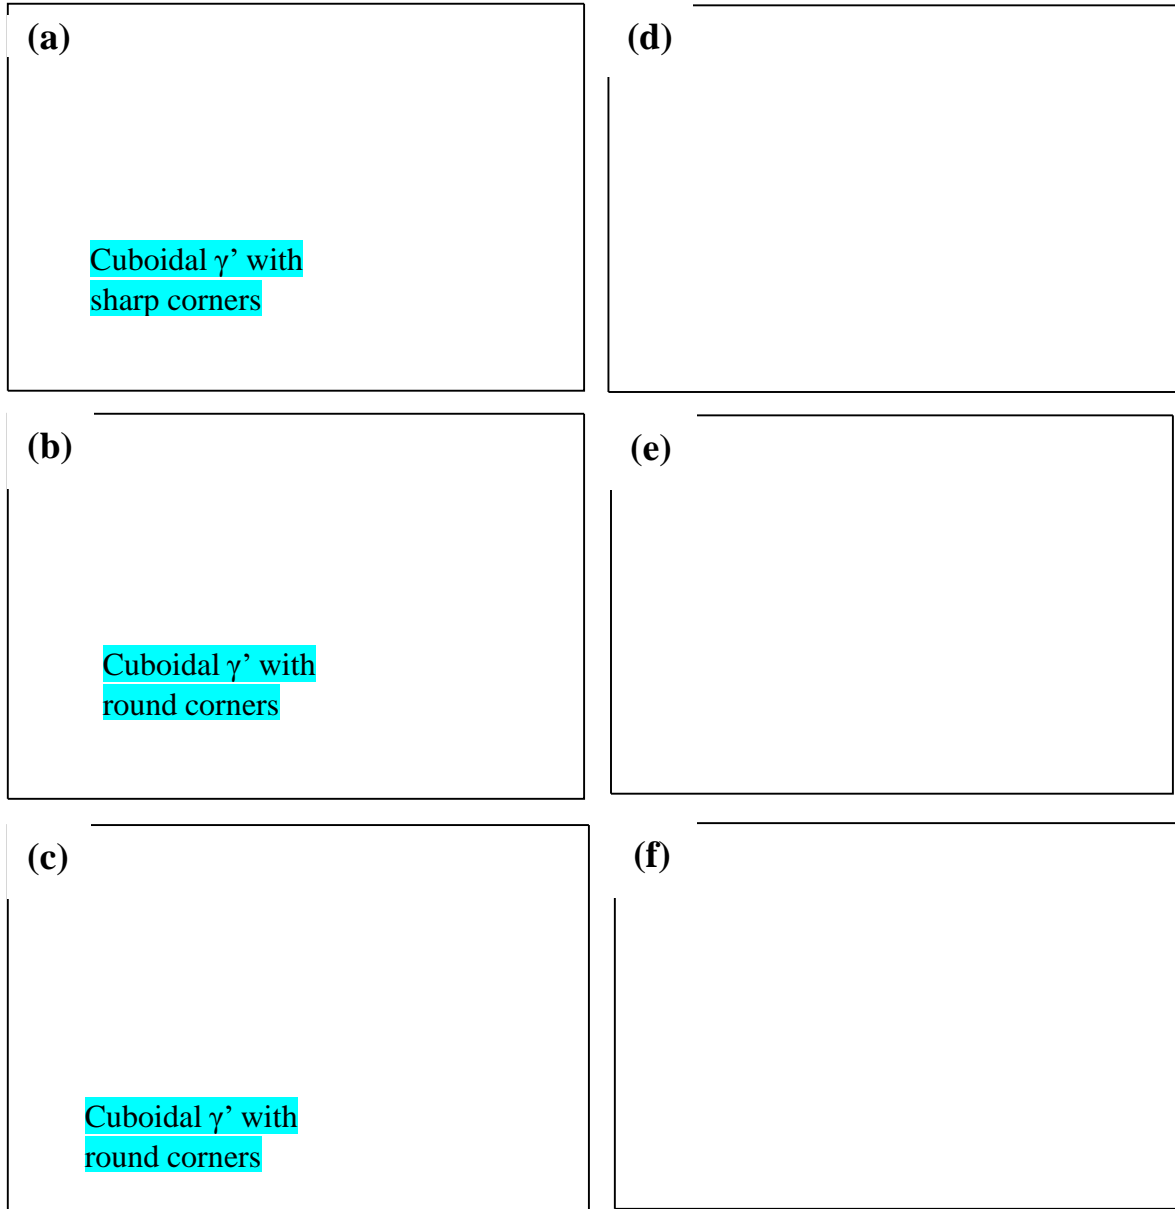 (a)
Cuboidal γ’ with
sharp corners
(d)
(b)
Cuboidal γ’ with
round corners
(e)
(c)
Cuboidal γ’ with
round corners
(f)